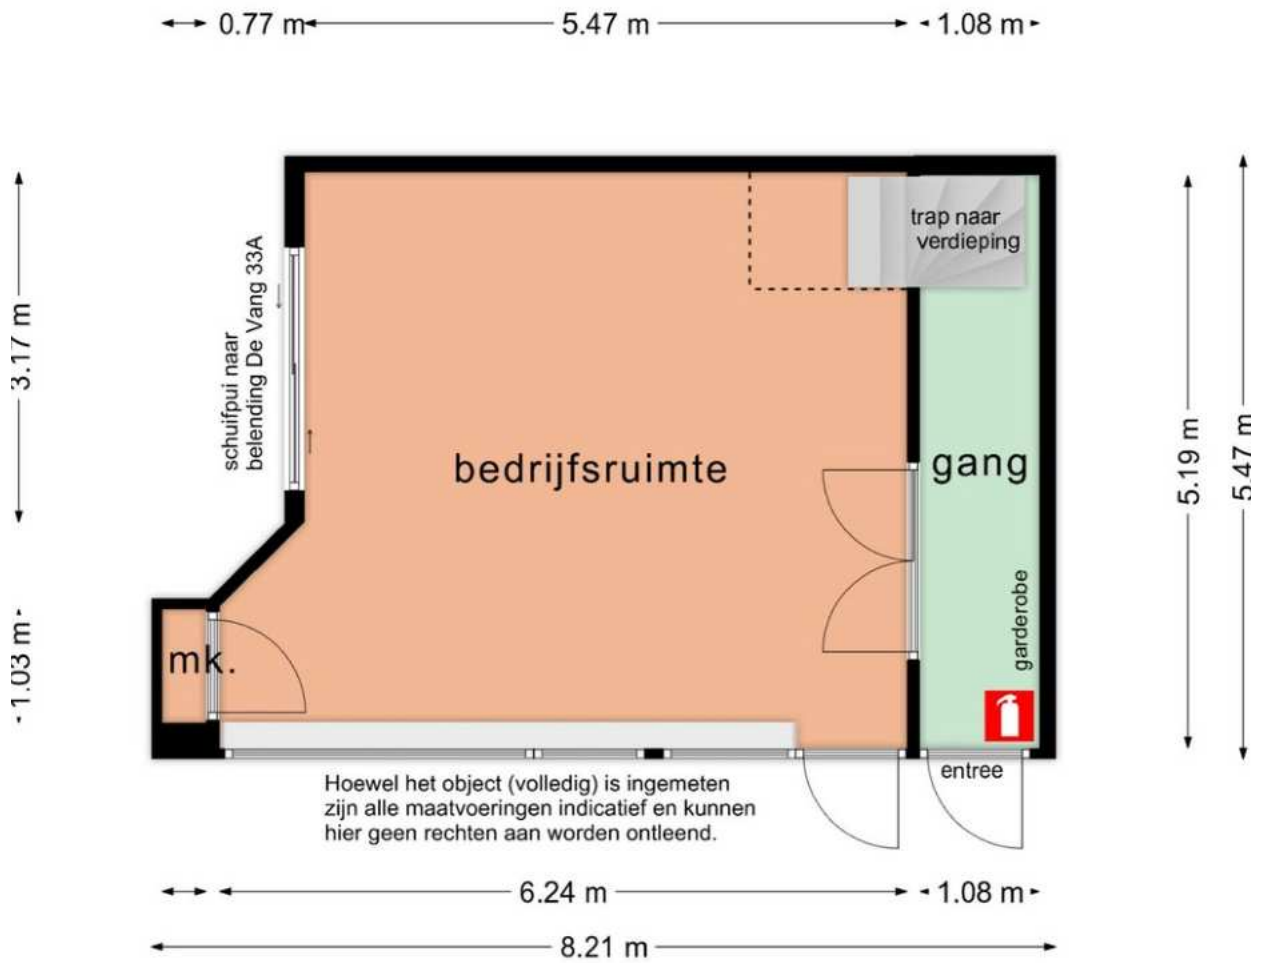 0.77 m 5.47 m 1.08 m
trap naar
verdieping
schuifpui naar
belending De Vang 33A
3.17 m
5.19 m
5.47 m
bedrijfsruimte
gang
garderobe
1.03 m
mk.
entree
Hoewel het object (volledig) is ingemeten
zijn alle maatvoeringen indicatief en kunnen
hier geen rechten aan worden ontleend.
6.24 m 1.08 m
8.21 m